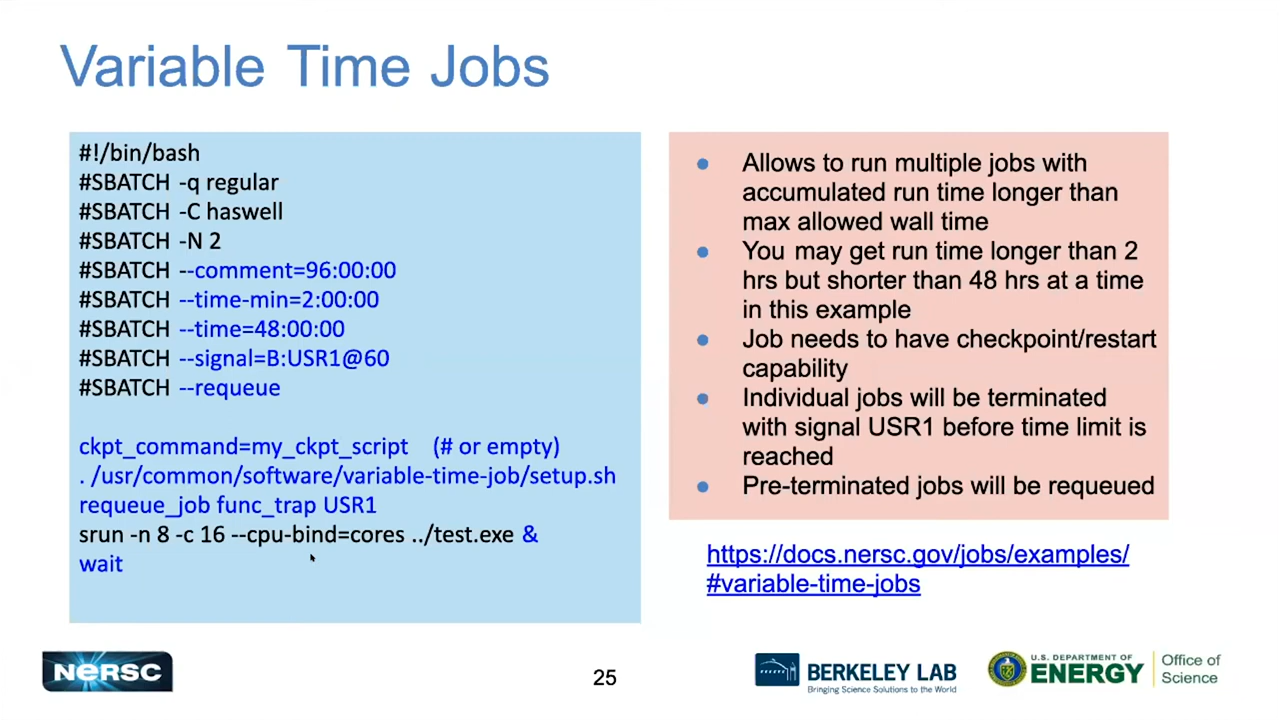 Variable Time Jobs
#!/bin/bash
#SBATCH -q regular
#SBATCH -C haswell
#SBATCH -N 2
#SBATCH --comment=96:00:00
#SBATCH --time-min=2:00:00
#SBATCH --time=48:00:00
#SBATCH --signal=B:USR1@60
#SBATCH --requeue
ckpt_command=my_ckpt_script (# or empty)
. /usr/common/software/variable-time-job/setup.sh
requeue_job func_trap USR1
srun -n 8 -c 16 --cpu-bind=cores ../test.exe &
wait
● Allows to run multiple jobs with
accumulated run time longer than
max allowed wall time
● You may get run time longer than 2
hrs but shorter than 48 hrs at a time
in this example
● Job needs to have checkpoint/restart
capability
● Individual jobs will be terminated
with signal USR1 before time limit is
reached
● Pre-terminated jobs will be requeued
https://docs.nersc.gov/jobs/examples/
#variable-time-jobs
NERSC
25
BERKELEY LAB
Bringing Science Solutions to the World
U.S. DEPARTMENT OF
ENERGY
Office of
Science